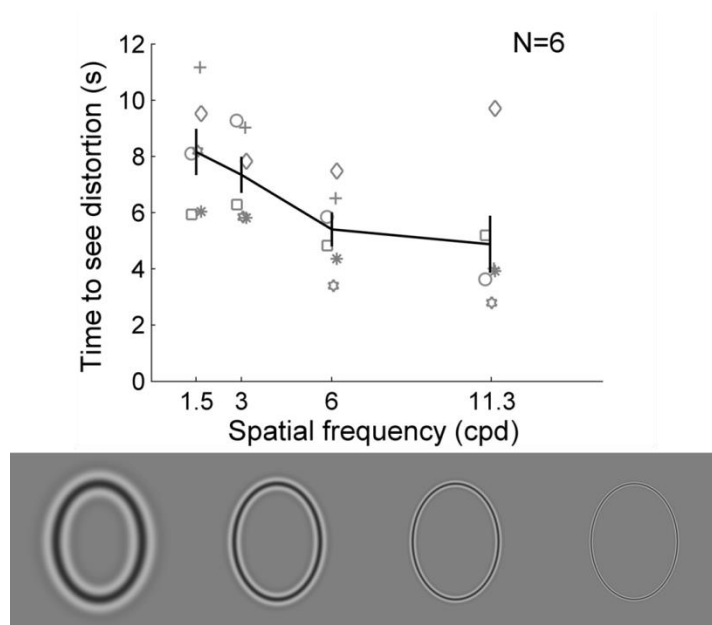 N=6
12
10
8
6
4
2
0
Time to see distortion (s)
1.5 3 6 11.3
Spatial frequency (cpd)